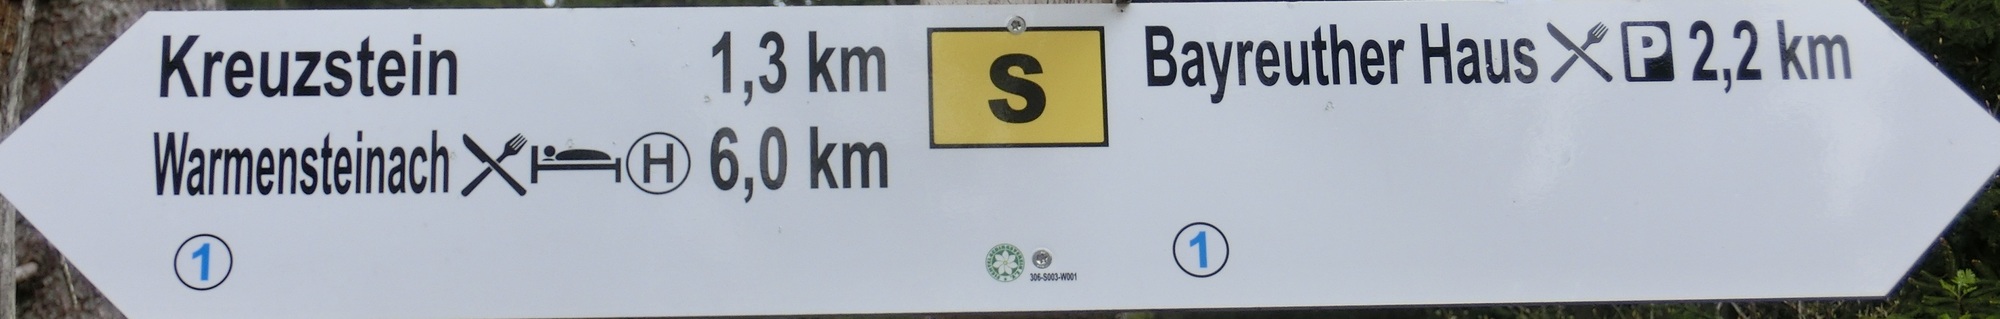 Kreuzstein 1,3 km
Warmensteinach H 6,0 km
1
S
306-S003-W001
Bayreuther Haus P 2,2 km
1